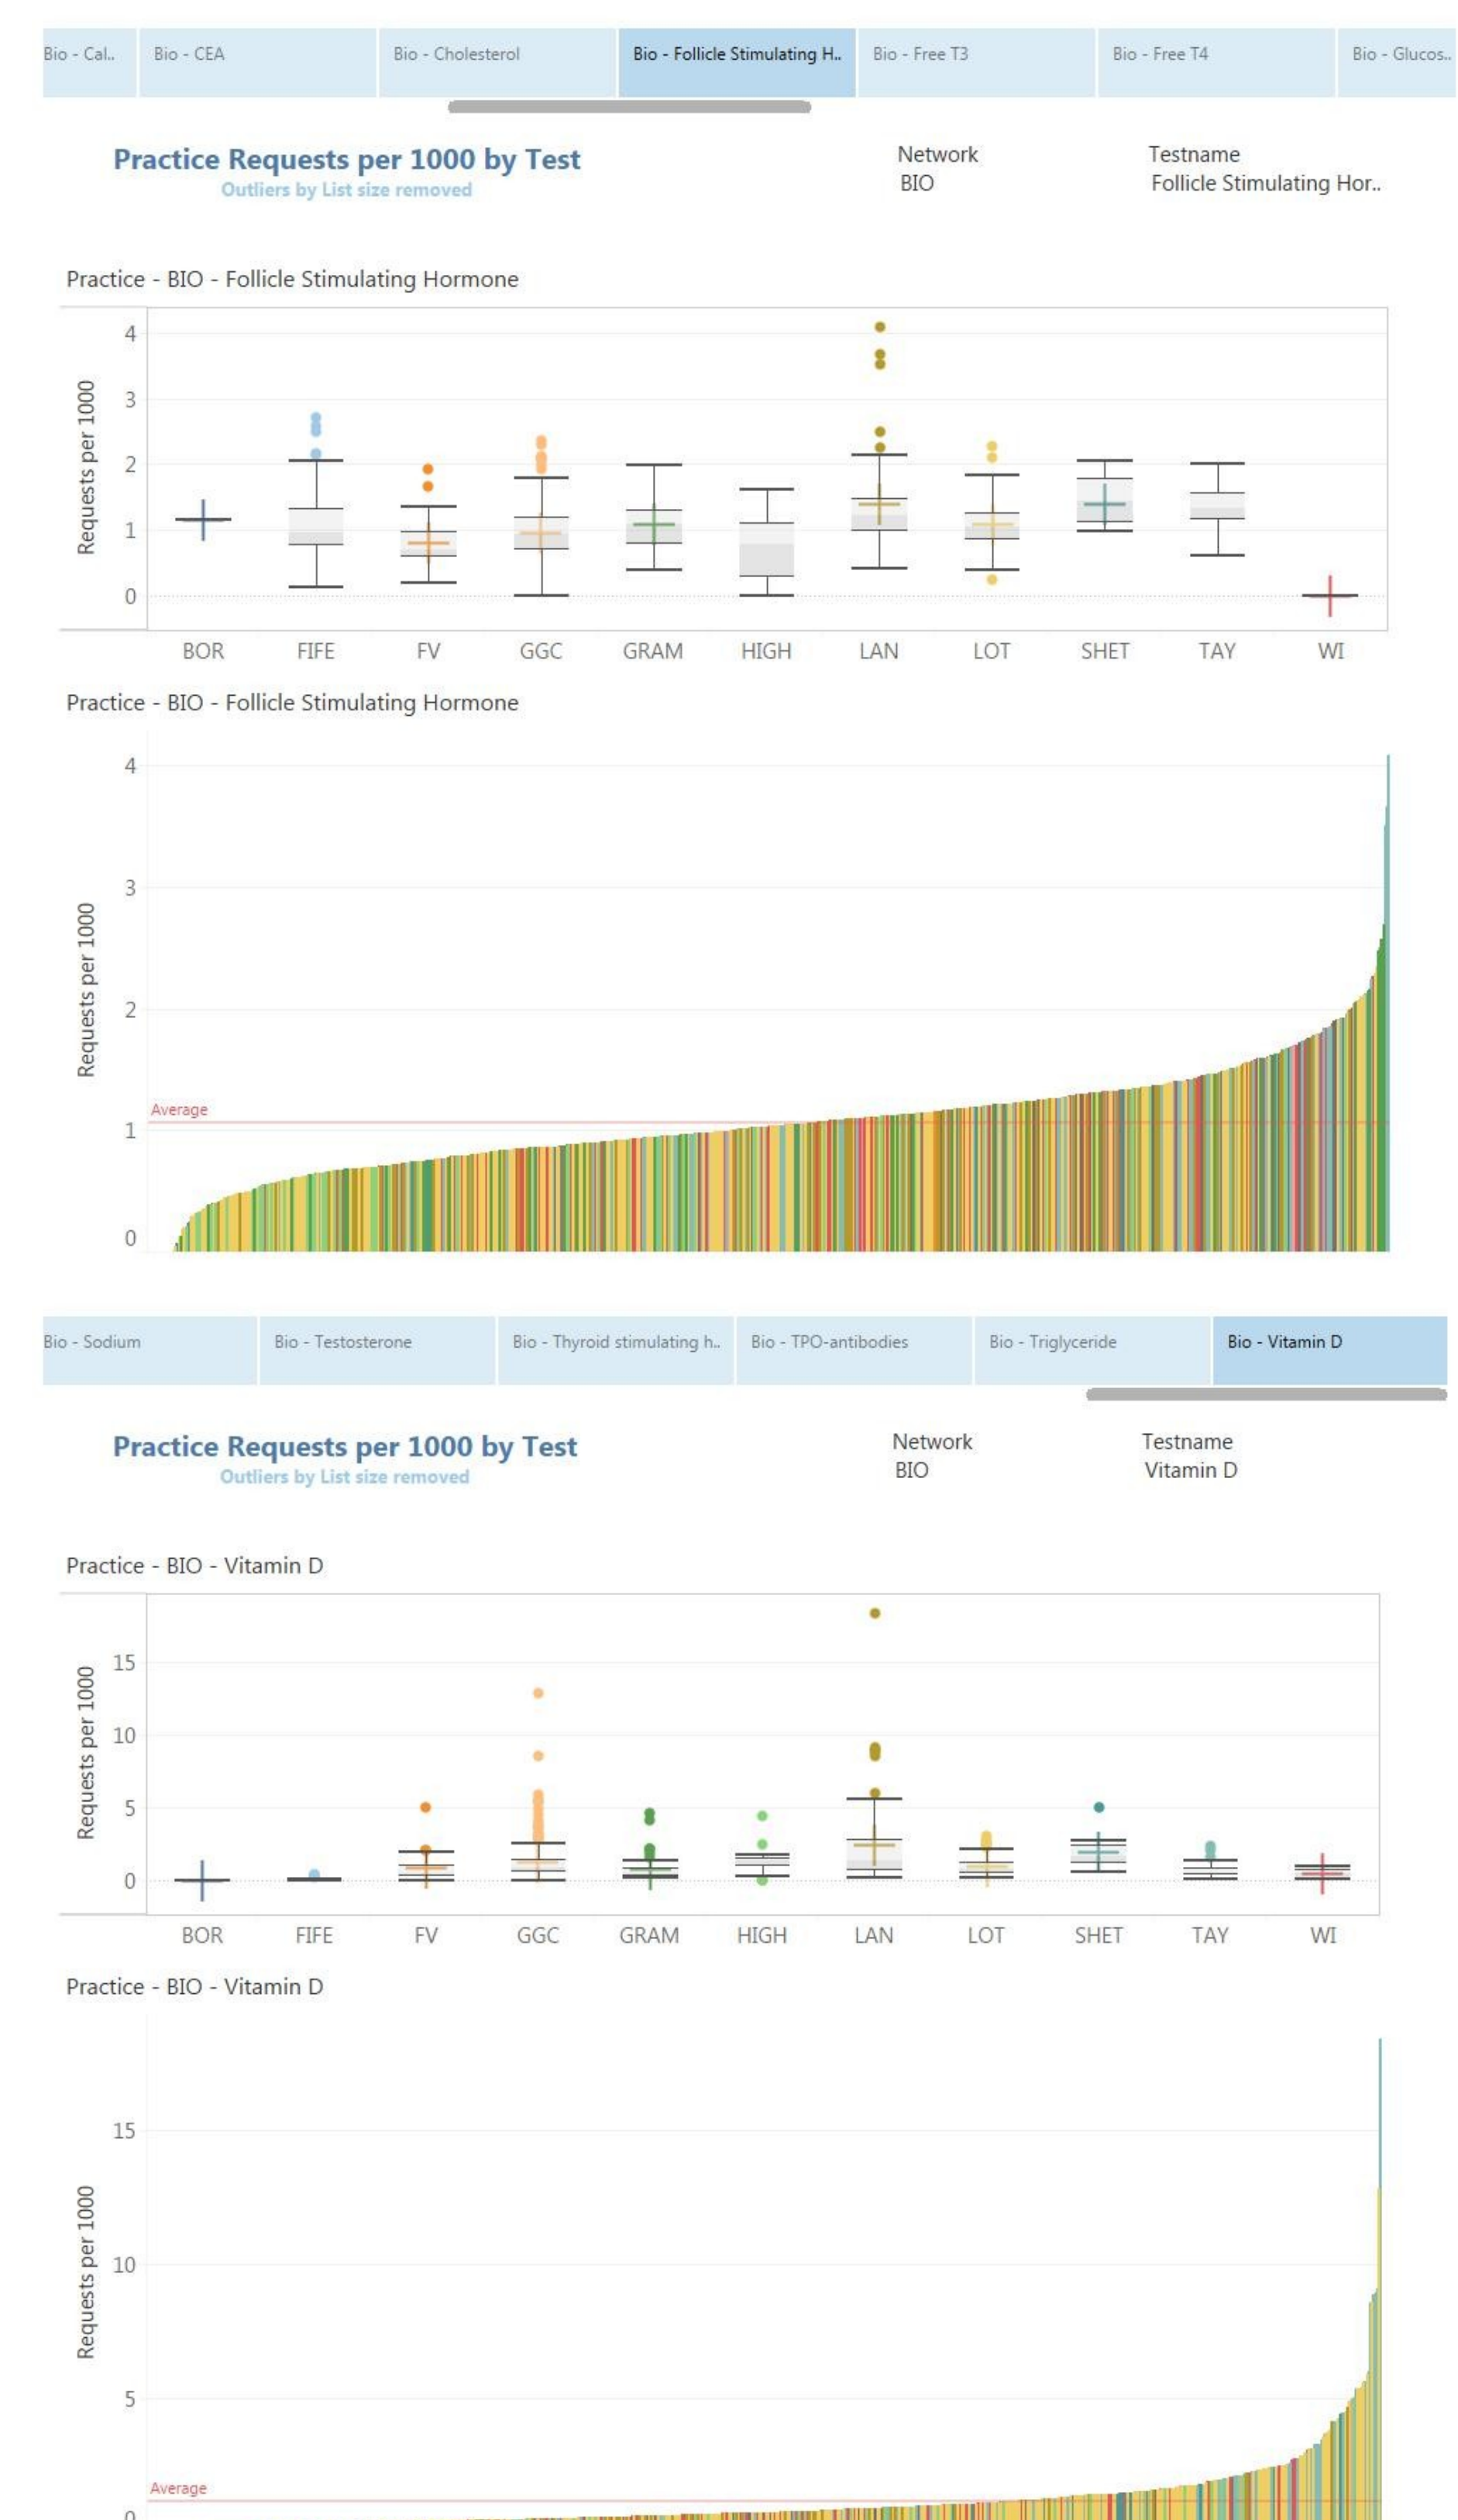 Bio - Cal.. Bio - CEA Bio - Cholesterol Bio - Follicle Stimulating H.. Bio - Free T3 Bio - Free T4 Bio - Glucos..
Practice Requests per 1000 by Test
Outliers by List size removed
Network
BIO
Testname
Follicle Stimulating Hor..
Practice - BIO - Follicle Stimulating Hormone
Requests per 1000
4
3
2
1
0
BOR FIFE FV GGC GRAM HIGH LAN LOT SHET TAY WI
Practice - BIO - Follicle Stimulating Hormone
Requests per 1000
4
3
2
Average
1
0
Bio - Sodium Bio - Testosterone Bio - Thyroid stimulating h.. Bio - TPO-antibodies Bio - Triglyceride Bio - Vitamin D
Practice Requests per 1000 by Test
Outliers by List size removed
Network
BIO
Testname
Vitamin D
Practice - BIO - Vitamin D
Requests per 1000
15
10
5
0
BOR FIFE FV GGC GRAM HIGH LAN LOT SHET TAY WI
Practice - BIO - Vitamin D
Requests per 1000
15
10
5
Average
0